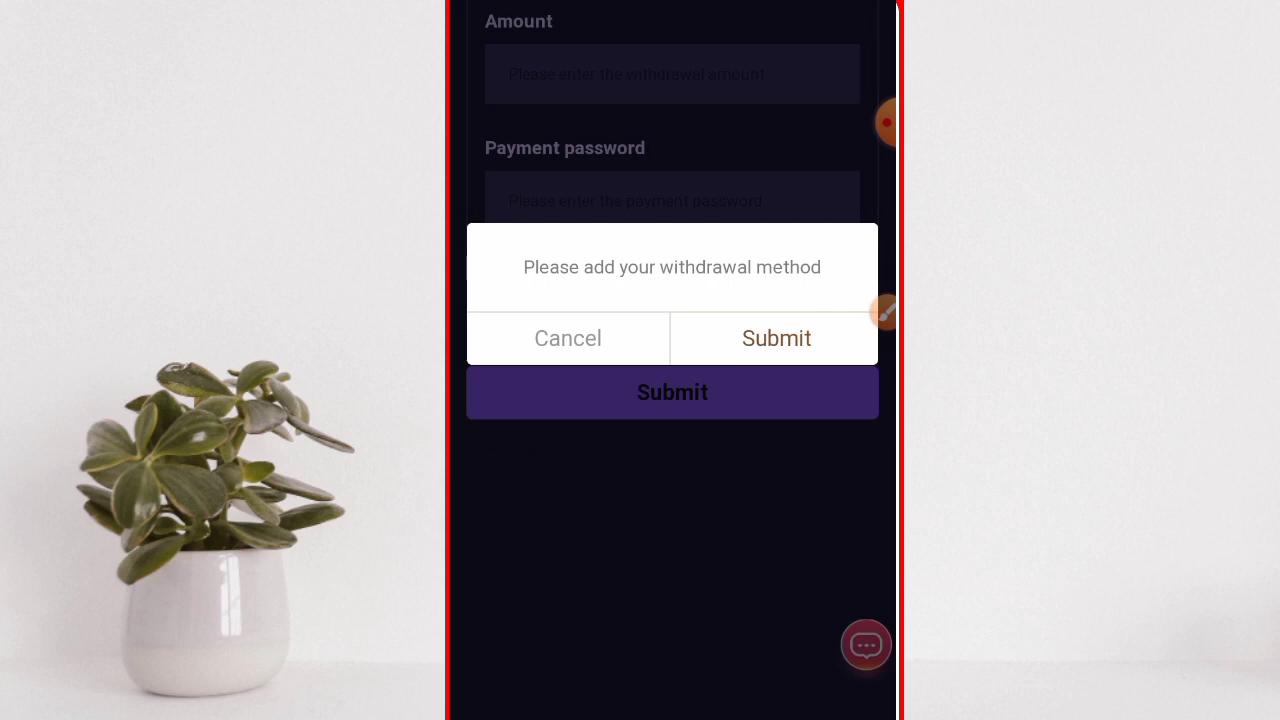 Amount
Please enter the withdrawal amount
Payment password
Please enter the payment password
Please add your withdrawal method
Cancel
Submit
Submit